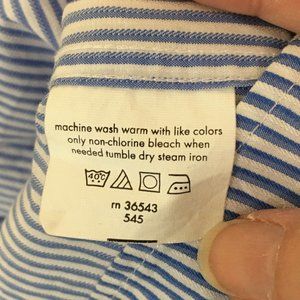 machine wash warm with like colors
only non-chlorine bleach when
needed tumble dry steam iron
40°
rn 36543
545